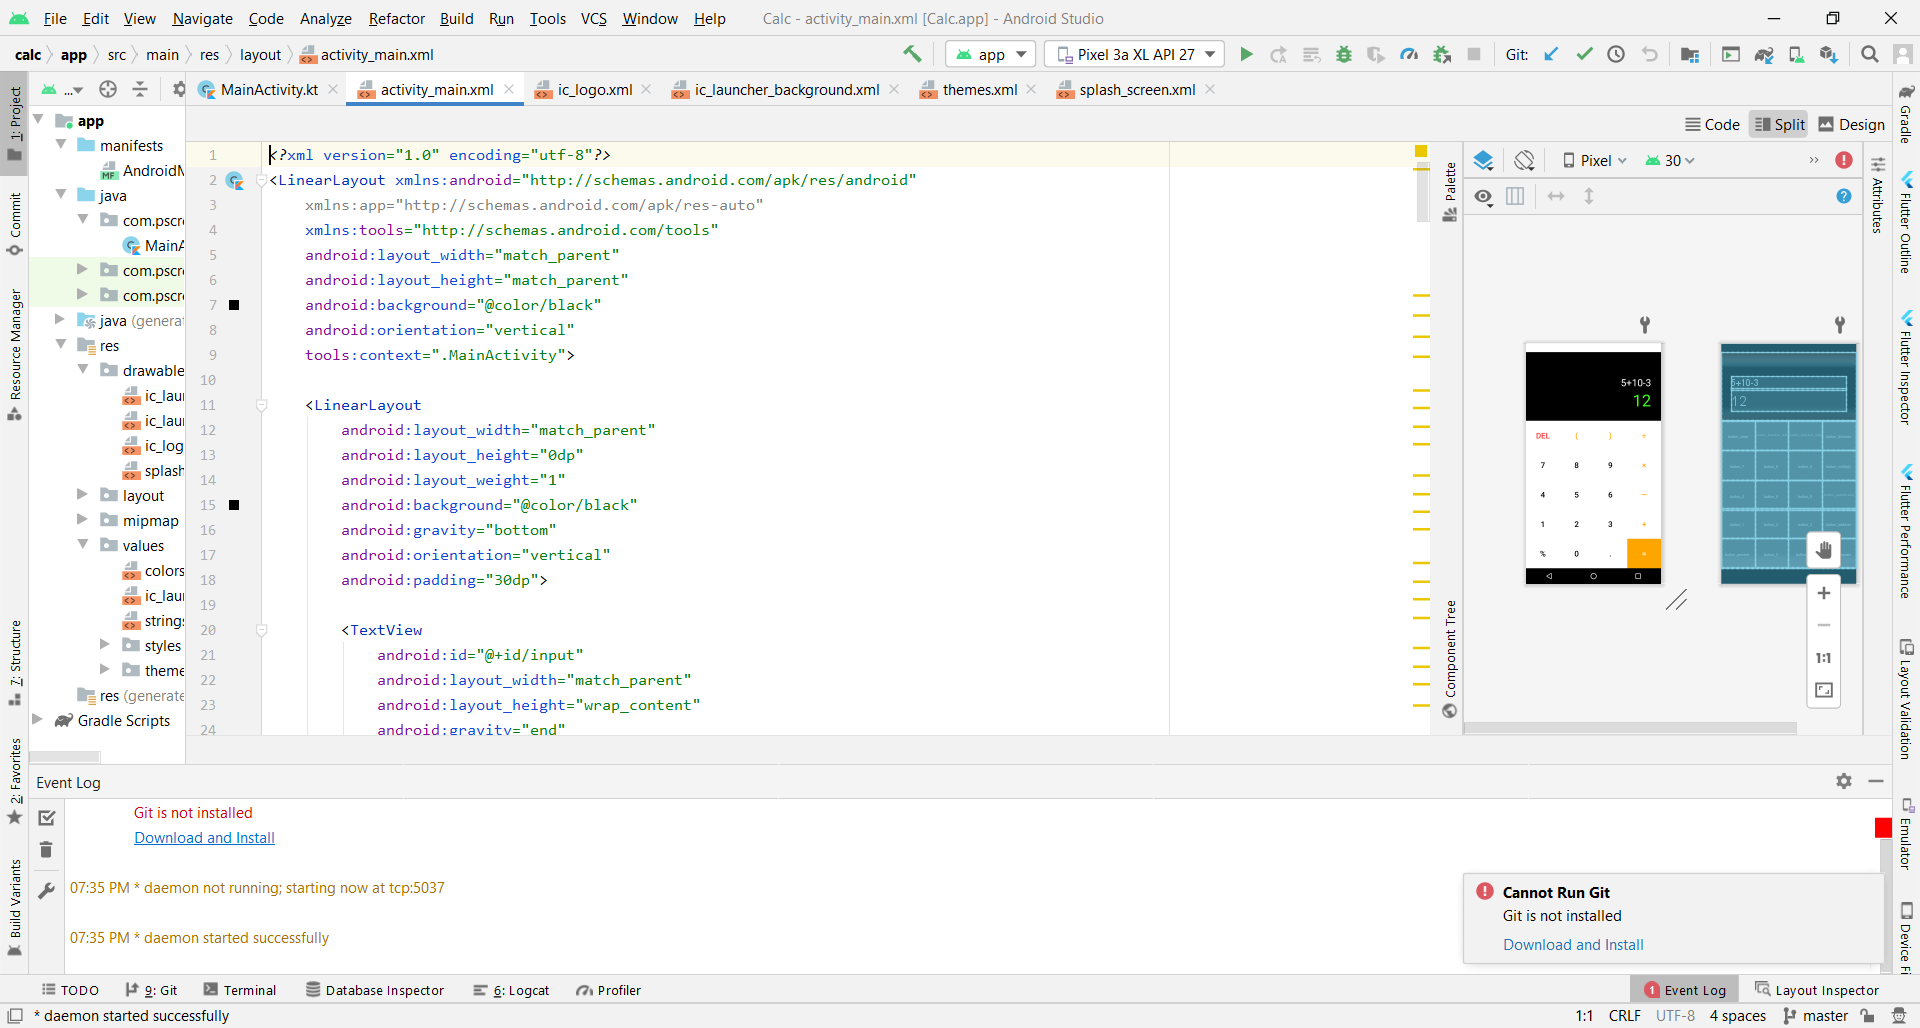 File Edit View Navigate Code Analyze Refactor Build Run Tools VCS Window Help Calc - activity_main.xml [Calc.app] - Android Studio
calc app src main res layout activity_main.xml app Pixel 3a XL API 27 Git:
... MainActivity.kt activity_main.xml ic_logo.xml ic_launcher_background.xml themes.xml splash_screen.xml
1: Project
Commit
Resource Manager
7: Structure
2: Favorites
Build Variants
app
manifests
AndroidM
java
com.pscre
MainA
com.pscre
com.pscre
java (generat
res
drawable
ic_laun
ic_laun
ic_log
splash
layout
mipmap
values
colors
ic_laun
strings
styles
theme
res (generate
Gradle Scripts
Code Split Design
1 <?xml version="1.0" encoding="utf-8"?>
2 <LinearLayout xmlns:android="http://schemas.android.com/apk/res/android"
3 xmlns:app="http://schemas.android.com/apk/res-auto"
4 xmlns:tools="http://schemas.android.com/tools"
5 android:layout_width="match_parent"
6 android:layout_height="match_parent"
7 android:background="@color/black"
8 android:orientation="vertical"
9 tools:context=".MainActivity">
10
11 <LinearLayout
12 android:layout_width="match_parent"
13 android:layout_height="0dp"
14 android:layout_weight="1"
15 android:background="@color/black"
16 android:gravity="bottom"
17 android:orientation="vertical"
18 android:padding="30dp">
19
20 <TextView
21 android:id="@+id/input"
22 android:layout_width="match_parent"
23 android:layout_height="wrap_content"
24 android:gravity="end"
Palette
Component Tree
Pixel 30
Attributes
5+10-3
12
DEL ( ) ÷
7 8 9 ×
4 5 6 −
1 2 3 +
% 0 . =
5+10-3
12
1:1
Gradle
Flutter Outline
Flutter Inspector
Flutter Performance
Layout Validation
Emulator
Device Fi
Event Log
Git is not installed
Download and Install
07:35 PM * daemon not running; starting now at tcp:5037
07:35 PM * daemon started successfully
Cannot Run Git
Git is not installed
Download and Install
TODO 9: Git Terminal Database Inspector 6: Logcat Profiler 1 Event Log Layout Inspector
* daemon started successfully 1:1 CRLF UTF-8 4 spaces master